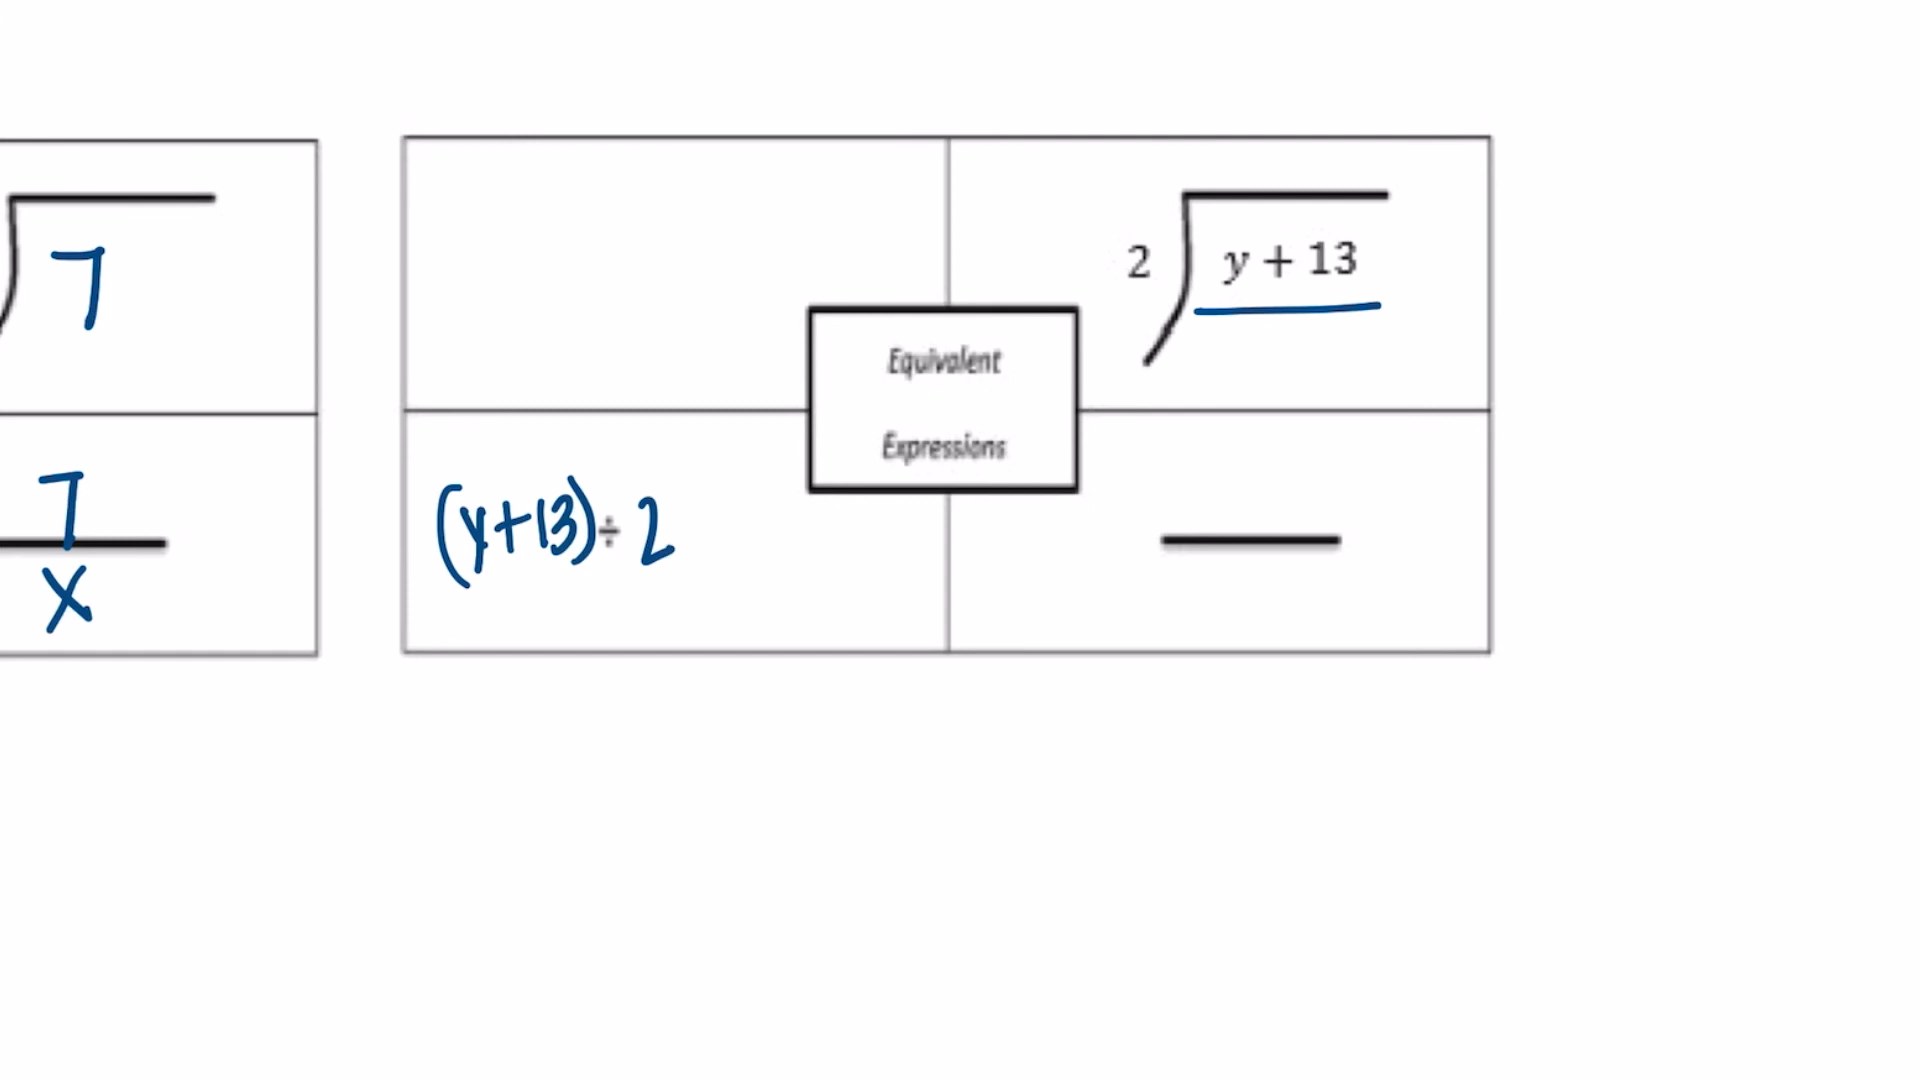 7
7
x
2 y + 13
Equivalent
Expressions
(y+13) ÷ 2